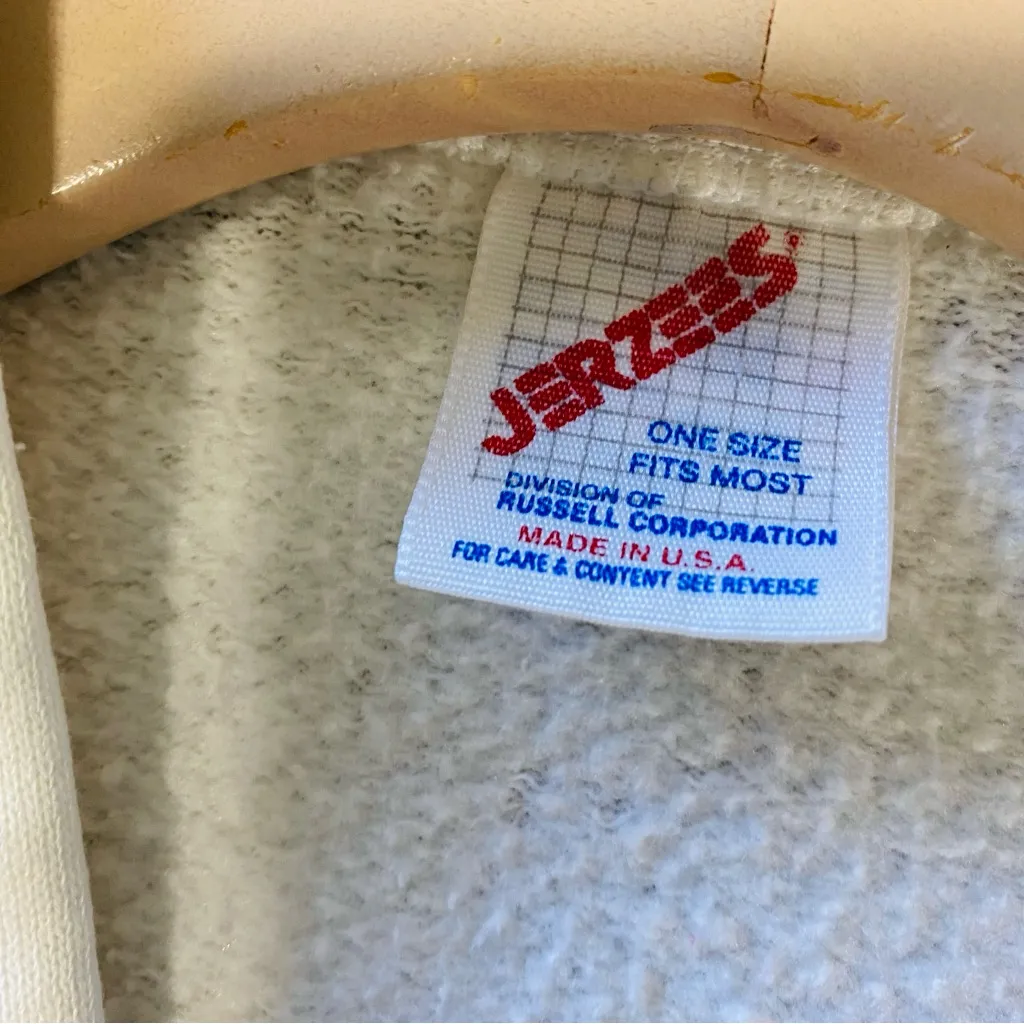 JERZEES®
ONE SIZE
FITS MOST
DIVISION OF
RUSSELL CORPORATION
MADE IN U.S.A.
FOR CARE & CONTENT SEE REVERSE